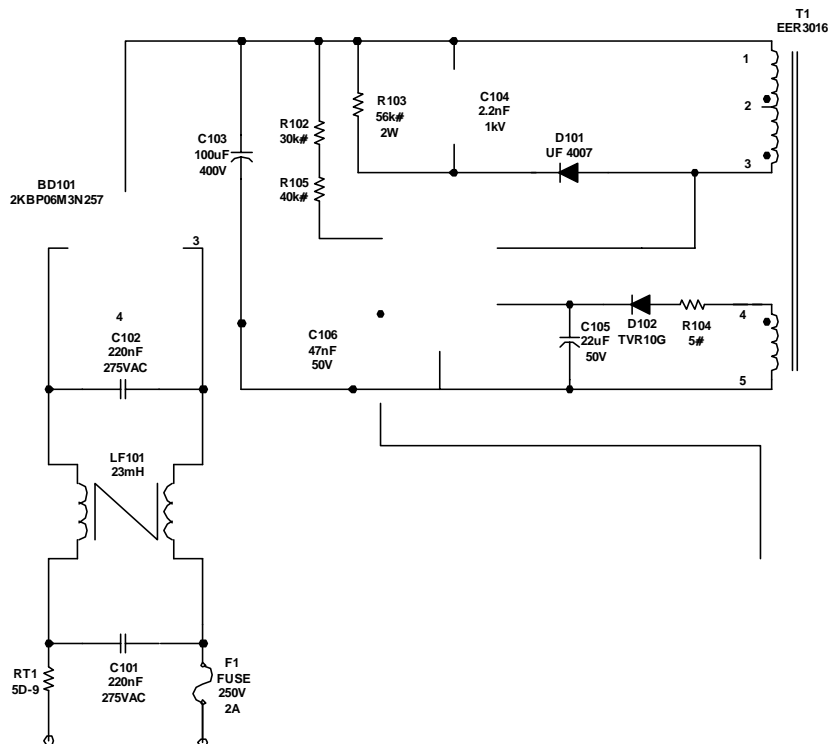 T1
EER3016
1
2
3
C104
2.2nF
1kV
R103
56k#
2W
R102
30k#
D101
UF 4007
C103
100uF
400V
R105
40k#
BD101
2KBP06M3N257
3
4
C102
220nF
275VAC
C106
47nF
50V
C105
22uF
50V
D102
TVR10G
R104
5#
4
5
LF101
23mH
RT1
5D-9
C101
220nF
275VAC
F1
FUSE
250V
2A